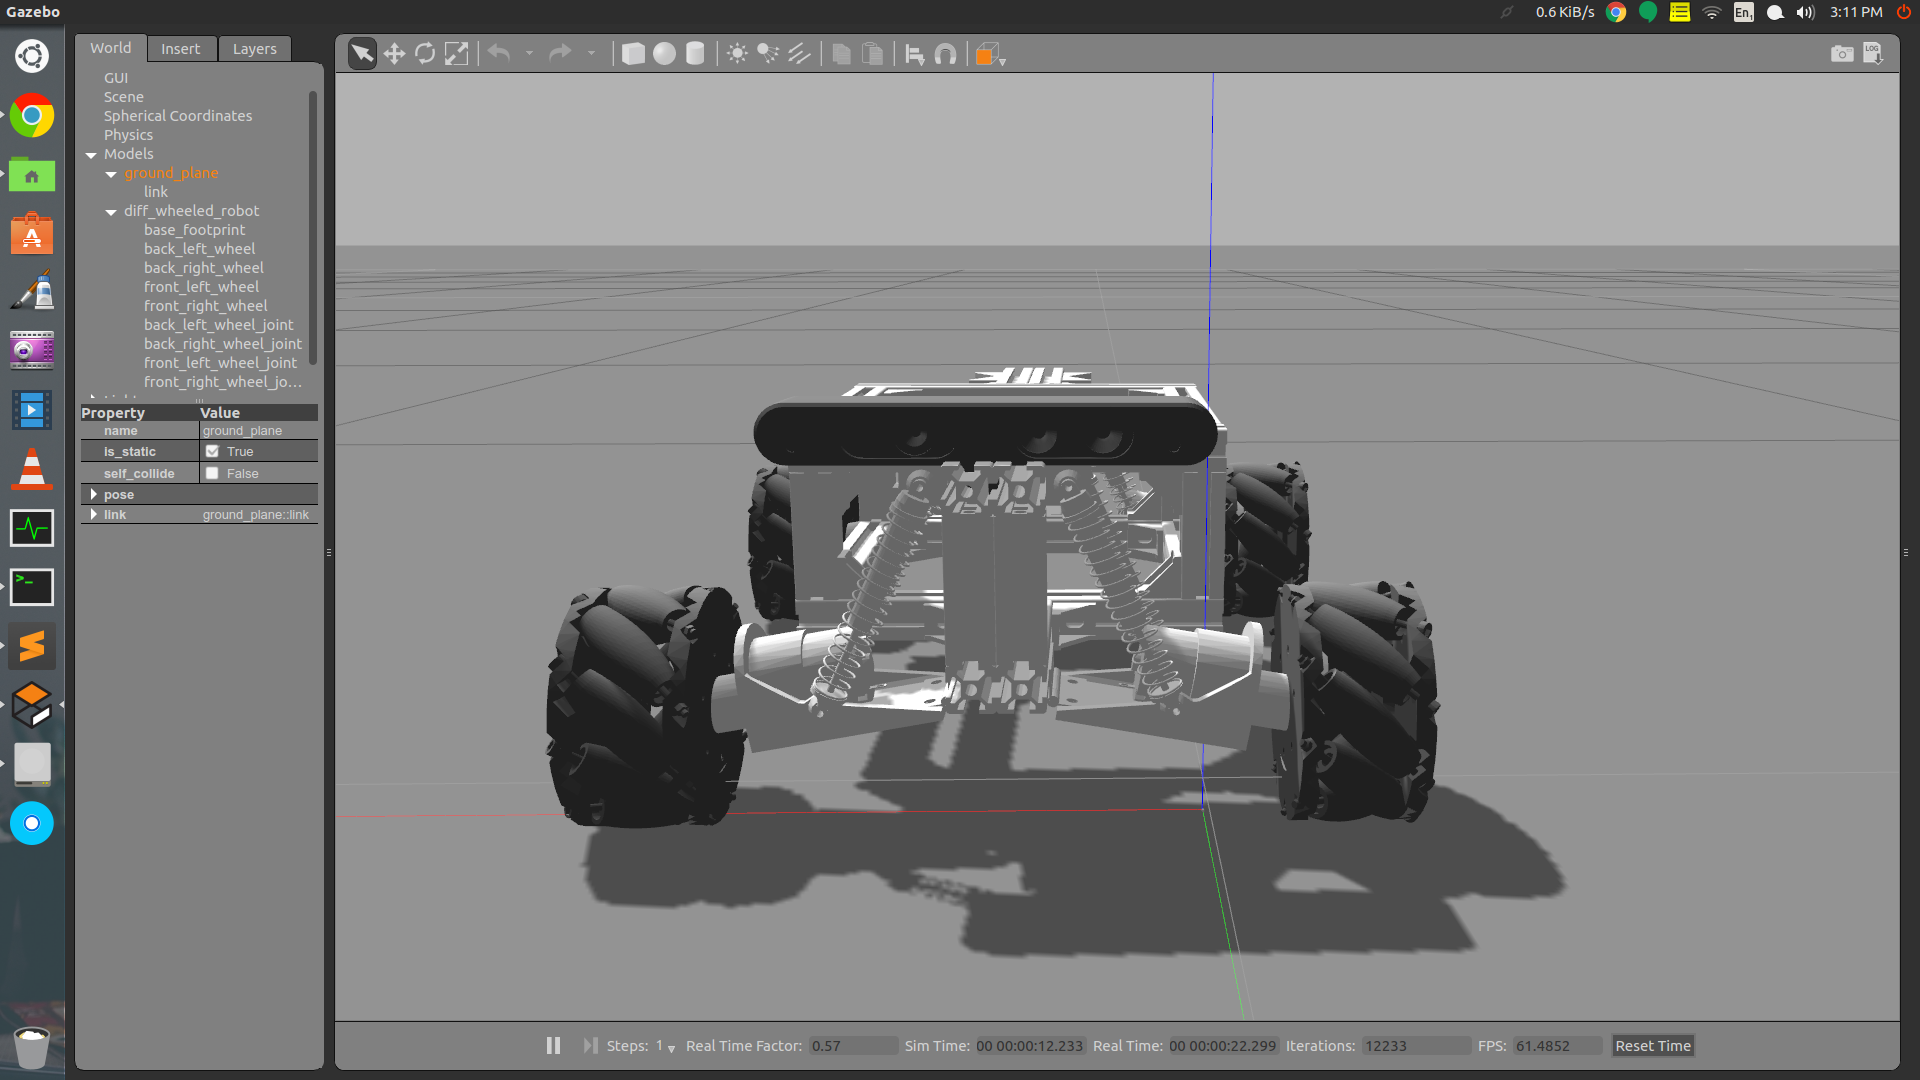 Gazebo
0.6 KiB/s
En1
3:11 PM
World
Insert
Layers
GUI
Scene
Spherical Coordinates
Physics
Models
ground_plane
link
diff_wheeled_robot
base_footprint
back_left_wheel
back_right_wheel
front_left_wheel
front_right_wheel
back_left_wheel_joint
back_right_wheel_joint
front_left_wheel_joint
front_right_wheel_jo...
Property Value
name ground_plane
is_static True
self_collide False
pose
link ground_plane::link
LOG
Steps: 1 Real Time Factor: 0.57 Sim Time: 00 00:00:12.233 Real Time: 00 00:00:22.299 Iterations: 12233 FPS: 61.4852 Reset Time